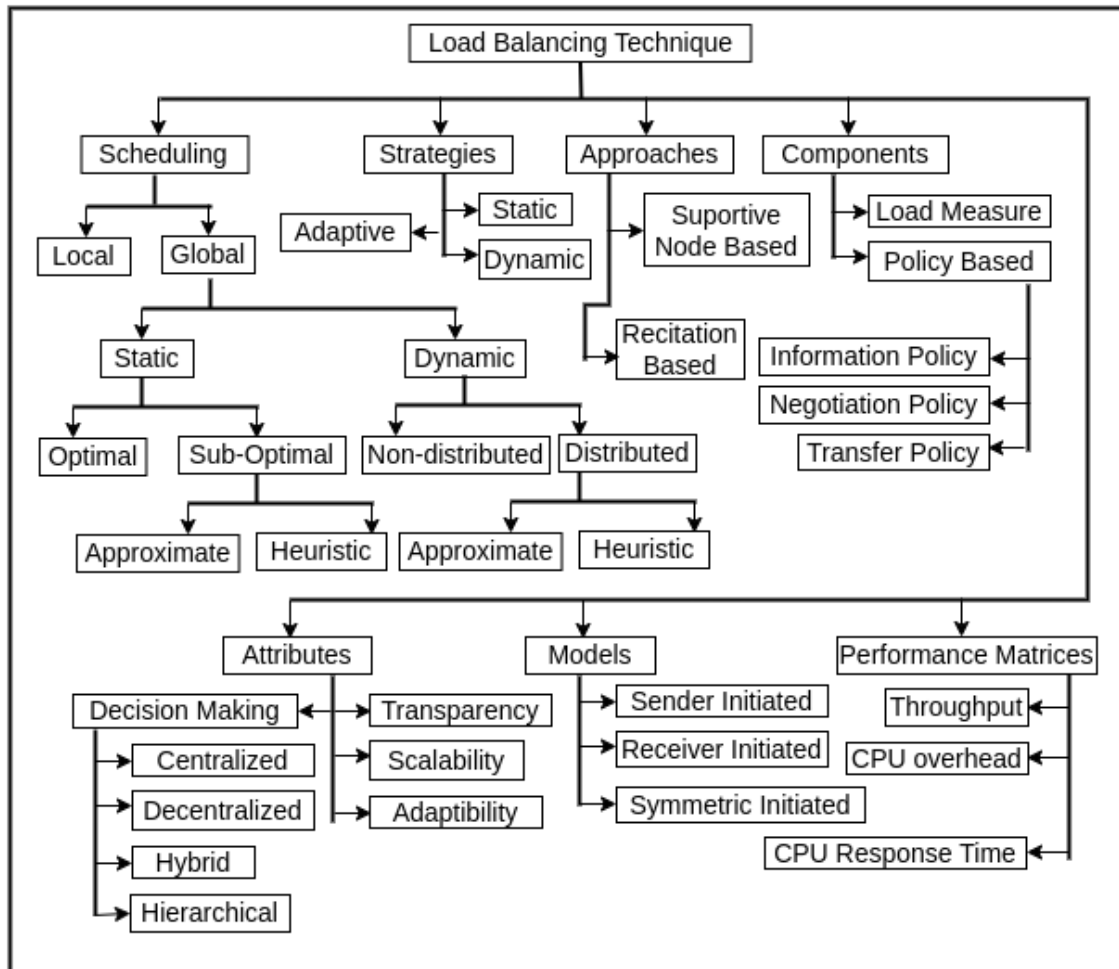 Load Balancing Technique
Scheduling
Strategies
Approaches
Components
Local
Global
Adaptive
Static
Dynamic
Suportive
Node Based
Recitation
Based
Load Measure
Policy Based
Information Policy
Negotiation Policy
Transfer Policy
Static
Dynamic
Optimal
Sub-Optimal
Non-distributed
Distributed
Approximate
Heuristic
Approximate
Heuristic
Attributes
Models
Performance Matrices
Decision Making
Centralized
Decentralized
Hybrid
Hierarchical
Transparency
Scalability
Adaptibility
Sender Initiated
Receiver Initiated
Symmetric Initiated
Throughput
CPU overhead
CPU Response Time